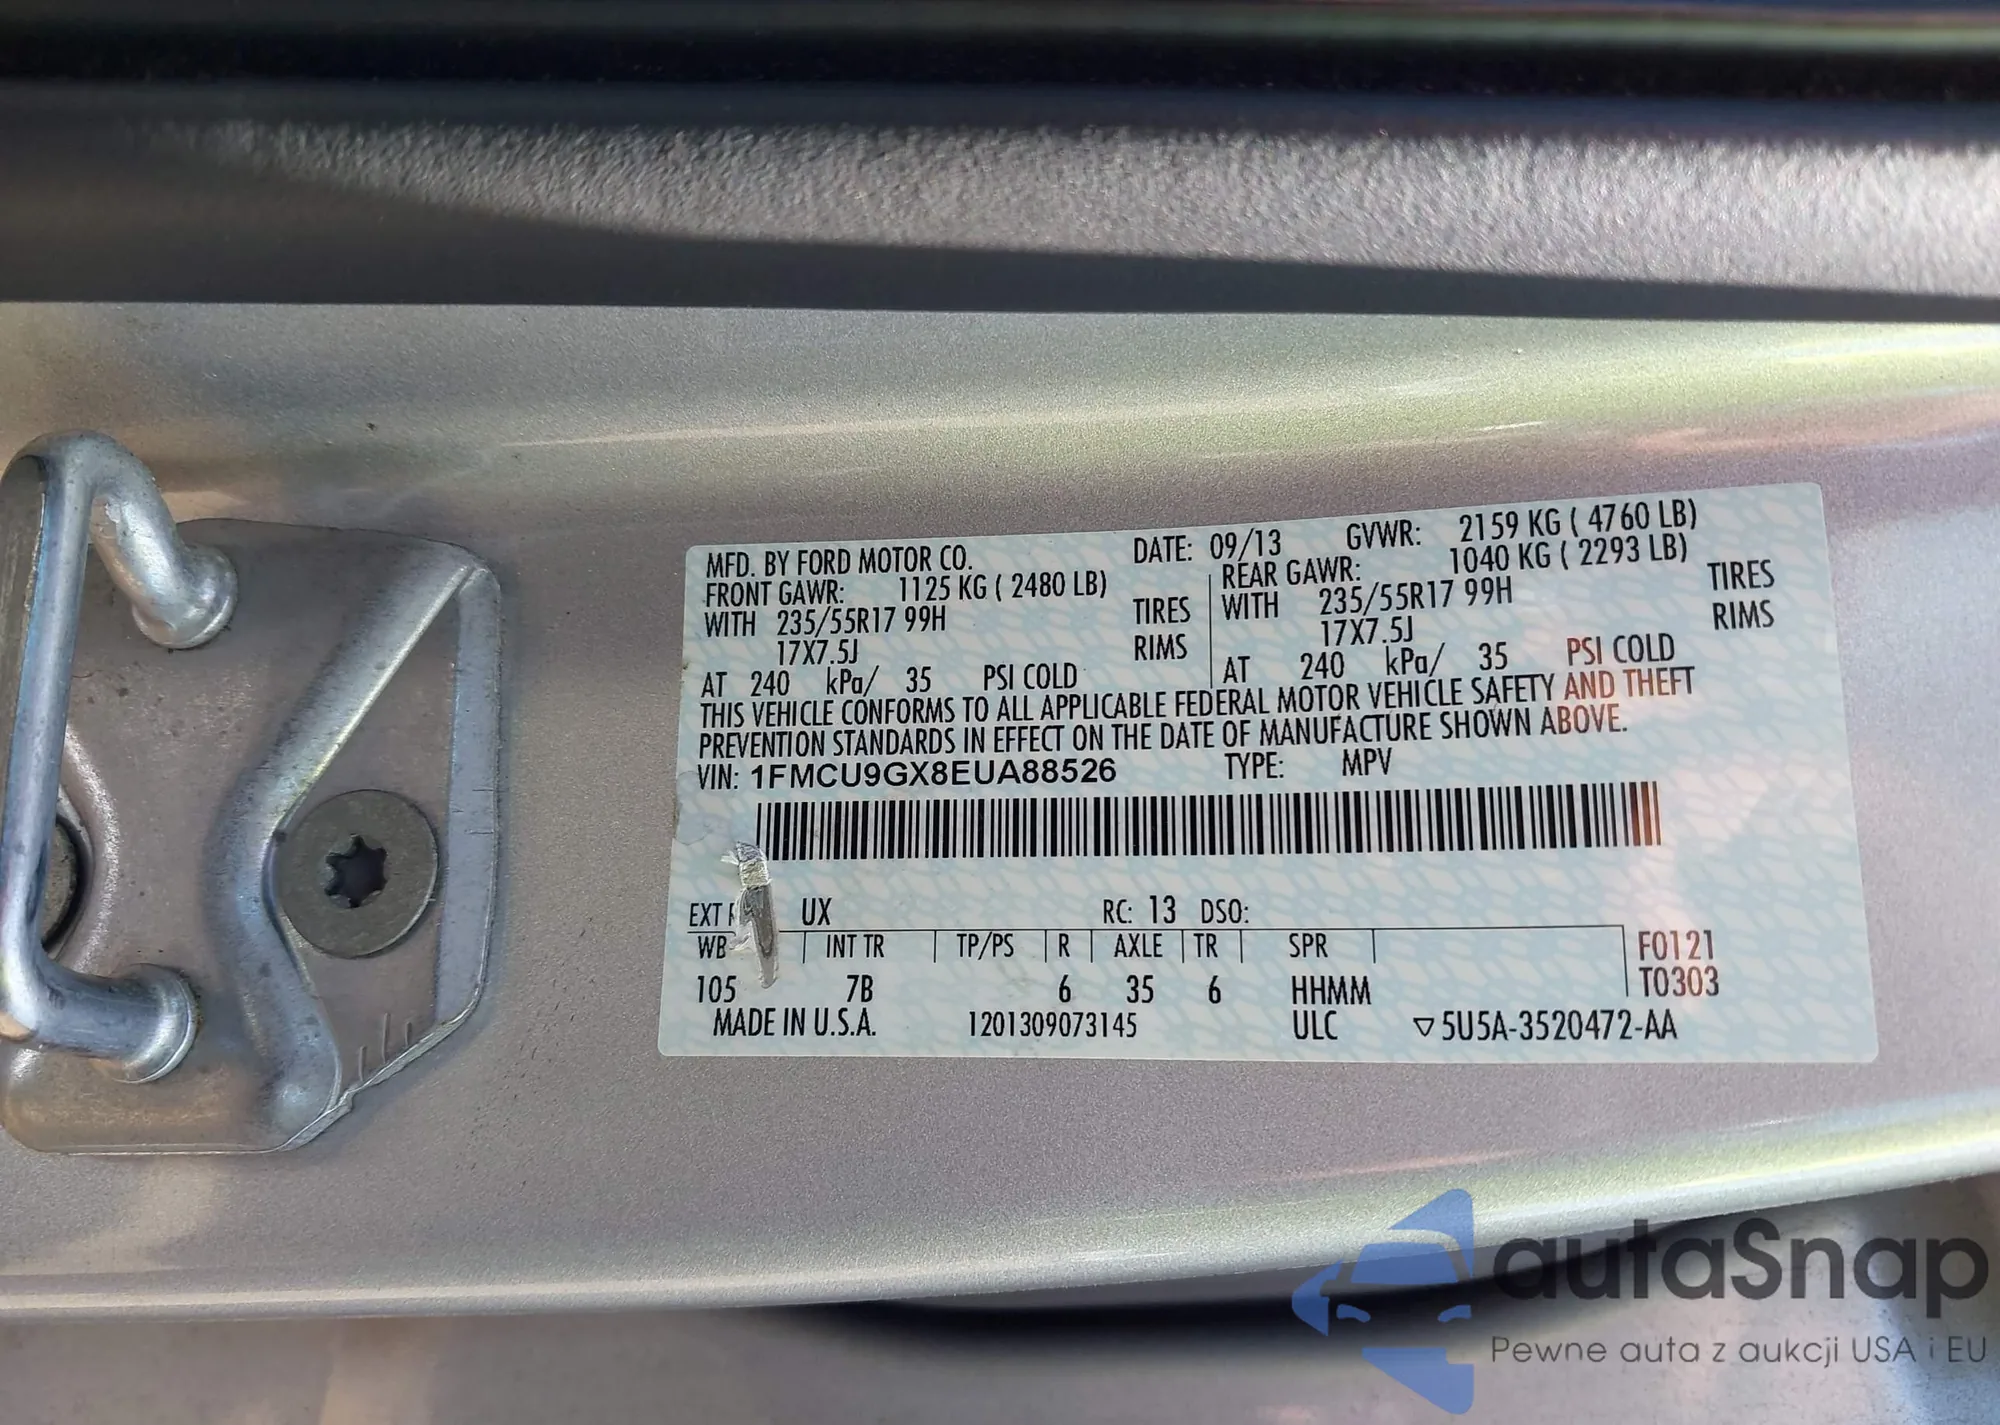 MFD. BY FORD MOTOR CO. DATE: 09/13 GVWR: 2159 KG ( 4760 LB)
FRONT GAWR: 1125 KG ( 2480 LB) REAR GAWR: 1040 KG ( 2293 LB)
WITH 235/55R17 99H TIRES WITH 235/55R17 99H TIRES
17X7.5J RIMS 17X7.5J RIMS
AT 240 kPa/ 35 PSI COLD AT 240 kPa/ 35 PSI COLD
THIS VEHICLE CONFORMS TO ALL APPLICABLE FEDERAL MOTOR VEHICLE SAFETY AND THEFT
PREVENTION STANDARDS IN EFFECT ON THE DATE OF MANUFACTURE SHOWN ABOVE.
VIN: 1FMCU9GX8EUA88526 TYPE: MPV
EXT UX RC: 13 DSO:
WB INT TR TP/PS R AXLE TR SPR F0121
105 7B 6 35 6 HHMM T0303
MADE IN U.S.A. 1201309073145 ULC ▽5U5A-3520472-AA
autaSnap
Pewne auta z aukcji USA i EU